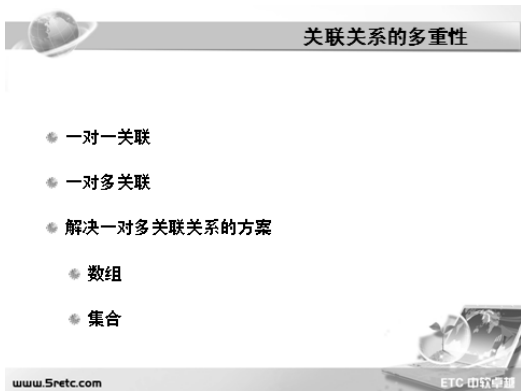 关联关系的多重性
一对一关联
一对多关联
解决一对多关联关系的方案
数组
集合
www.5retc.com
ETC 中软卓越